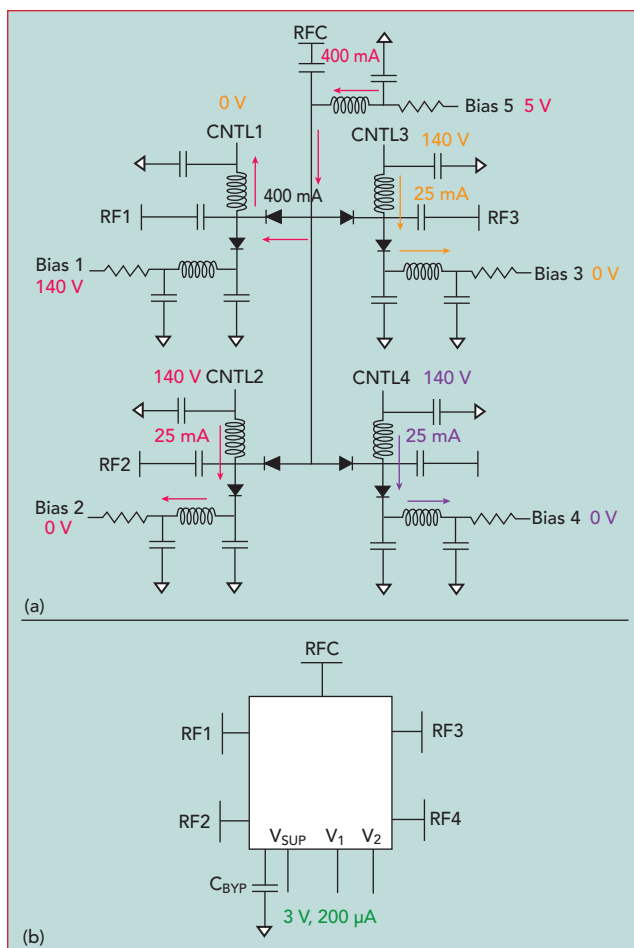 RFC
400 mA
Bias 5 5 V
0 V
CNTL1
CNTL3
140 V
400 mA
25 mA
RF1
RF3
Bias 1
140 V
Bias 3 0 V
140 V CNTL2
CNTL4 140 V
25 mA
25 mA
RF2
Bias 2
0 V
Bias 4 0 V
(a)
RFC
RF1
RF3
RF2
RF4
VSUP V1 V2
CBYP
3 V, 200 µA
(b)